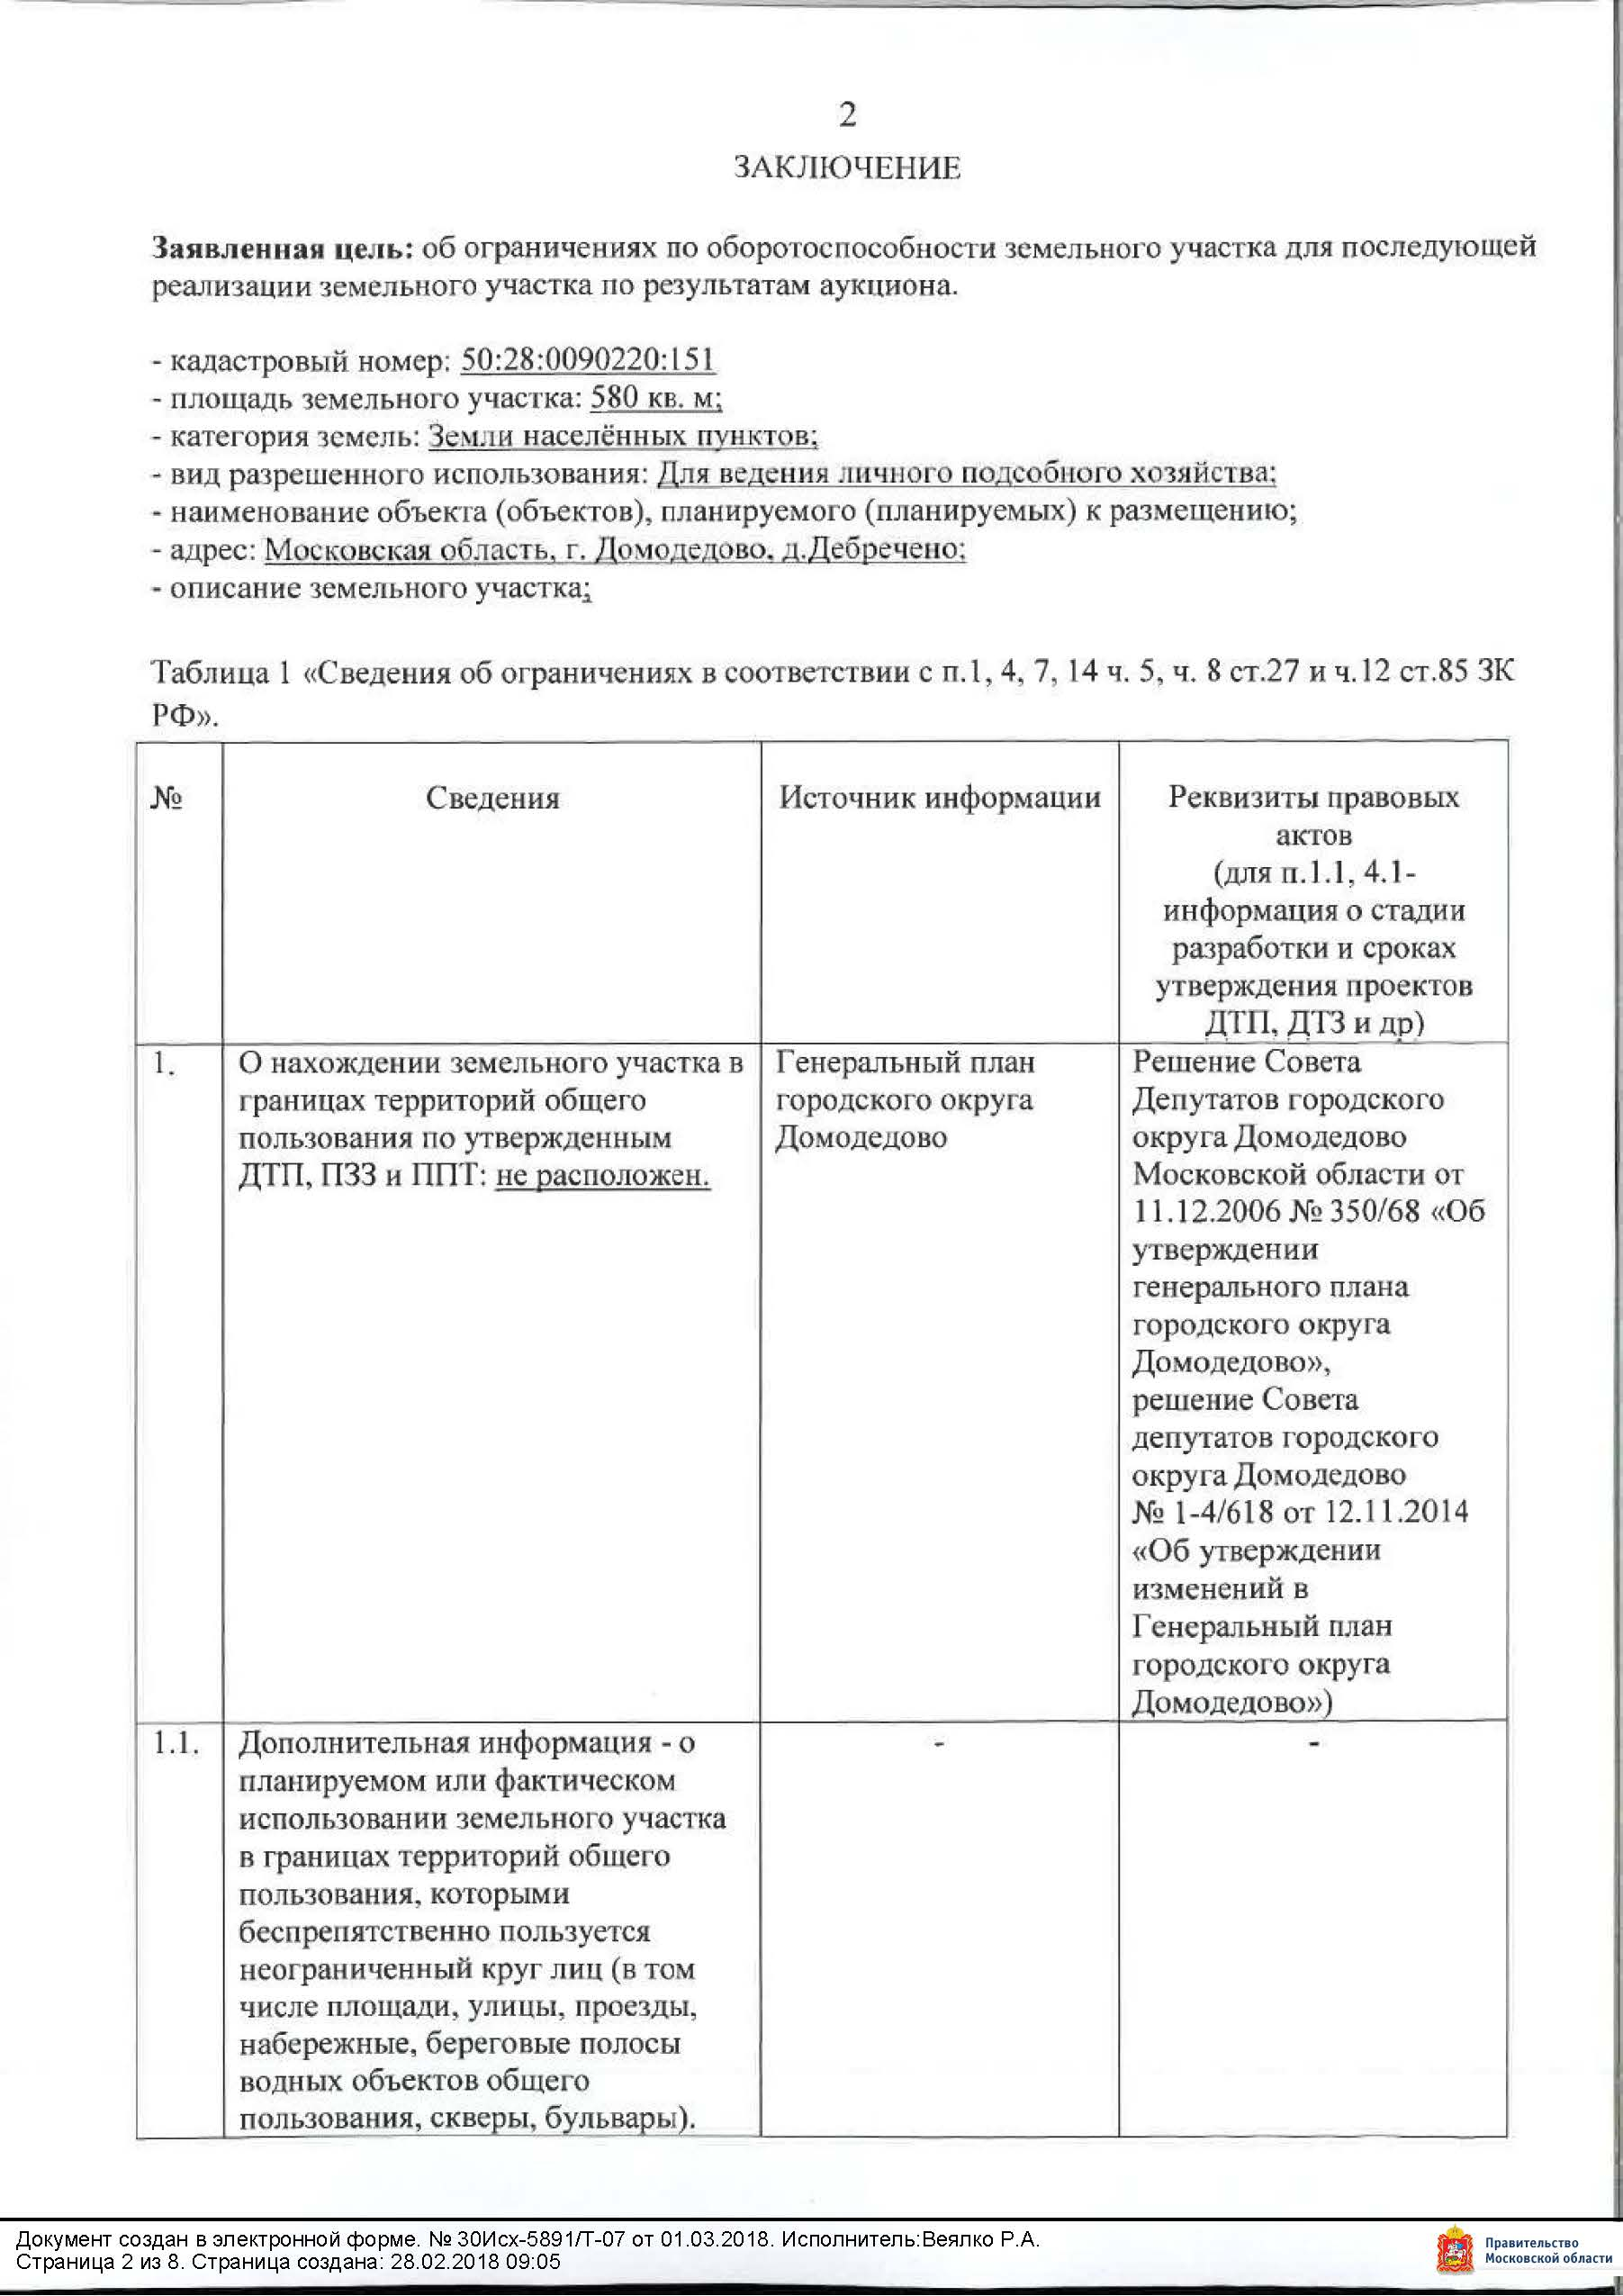 2
ЗАКЛЮЧЕНИЕ
Заявленная цель: об ограничениях по оборотоспособности земельного участка для последующей
реализации земельного участка по результатам аукциона.
- кадастровый номер: 50:28:0090220:151
- площадь земельного участка: 580 кв. м;
- категория земель: Земли населённых пунктов;
- вид разрешенного использования: Для ведения личного подсобного хозяйства;
- наименование объекта (объектов), планируемого (планируемых) к размещению;
- адрес: Московская область, г. Домодедово, д.Дебречено;
- описание земельного участка;
Таблица 1 «Сведения об ограничениях в соответствии с п.1, 4, 7, 14 ч. 5, ч. 8 ст.27 и ч.12 ст.85 ЗК
РФ».
№
Сведения
Источник информации
Реквизиты правовых
актов
(для п.1.1, 4.1-
информация о стадии
разработки и сроках
утверждения проектов
ДТП, ДТЗ и др)
1.
О нахождении земельного участка в
границах территорий общего
пользования по утвержденным
ДТП, ПЗЗ и ППТ: не расположен.
Генеральный план
городского округа
Домодедово
Решение Совета
Депутатов городского
округа Домодедово
Московской области от
11.12.2006 № 350/68 «Об
утверждении
генерального плана
городского округа
Домодедово»,
решение Совета
депутатов городского
округа Домодедово
№ 1-4/618 от 12.11.2014
«Об утверждении
изменений в
Генеральный план
городского округа
Домодедово»)
1.1.
Дополнительная информация - о
планируемом или фактическом
использовании земельного участка
в границах территорий общего
пользования, которыми
беспрепятственно пользуется
неограниченный круг лиц (в том
числе площади, улицы, проезды,
набережные, береговые полосы
водных объектов общего
пользования, скверы, бульвары).
-
-
Документ создан в электронной форме. № 30Исх-5891/Т-07 от 01.03.2018. Исполнитель:Веялко Р.А.
Страница 2 из 8. Страница создана: 28.02.2018 09:05
Правительство
Московской области